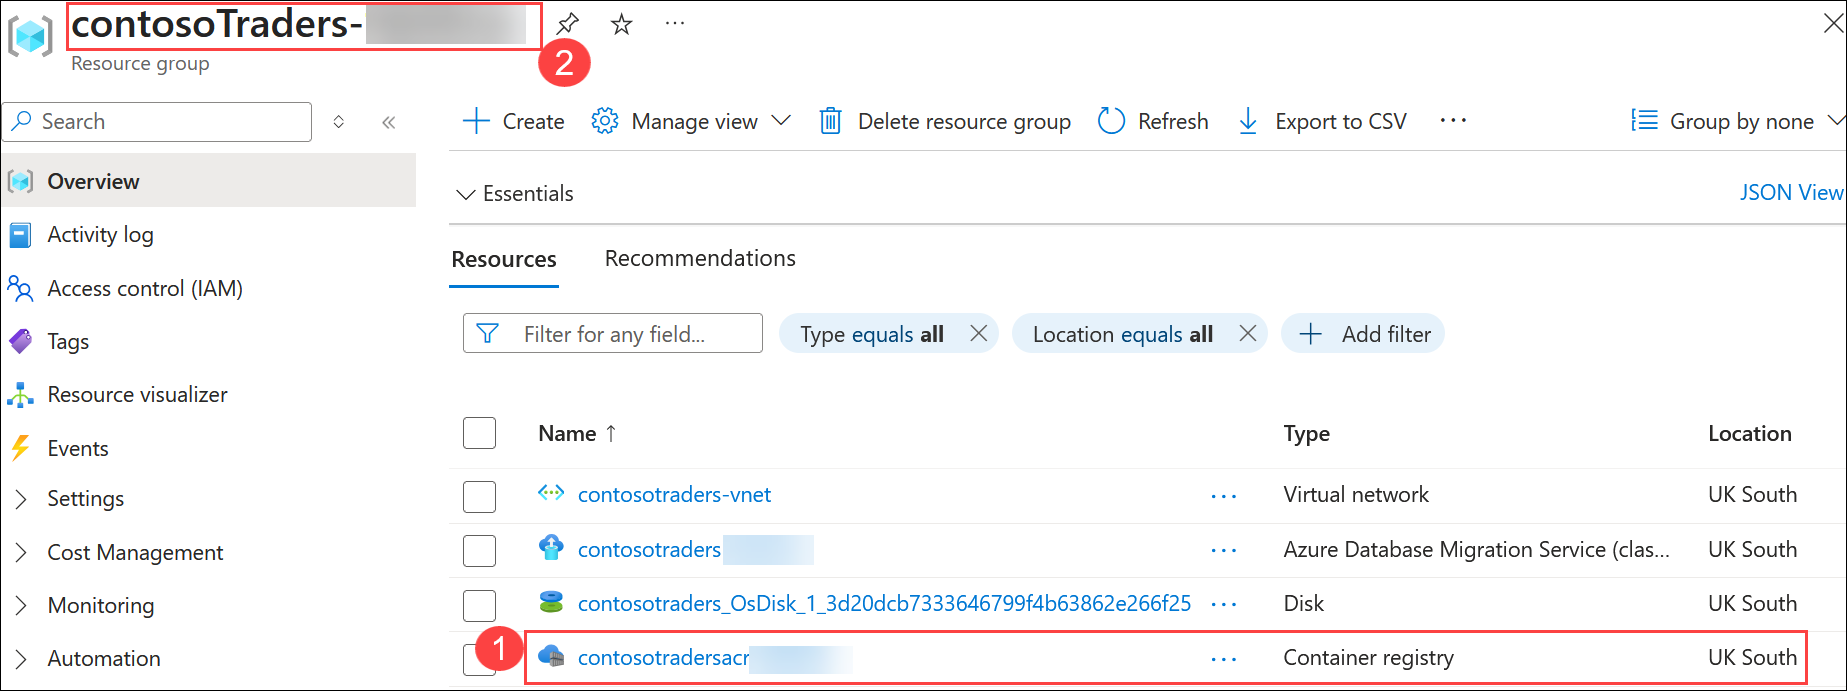 contosoTraders-
2
Resource group
Search
Create
Manage view
Delete resource group
Refresh
Export to CSV
Group by none
Overview
Essentials
JSON View
Activity log
Resources
Recommendations
Access control (IAM)
Filter for any field...
Type equals all
Location equals all
Add filter
Tags
Resource visualizer
Name ↑
Type
Location
Events
Settings
contosotraders-vnet
Virtual network
UK South
Cost Management
contosotraders
Azure Database Migration Service (clas...
UK South
Monitoring
contosotraders_OsDisk_1_3d20dcb7333646799f4b63862e266f25
Disk
UK South
Automation
1
contosotradersacr
Container registry
UK South